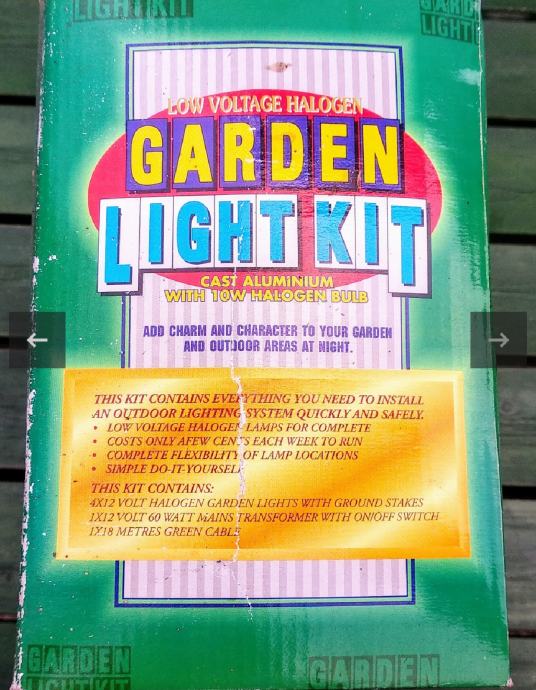 LIGHT KIT
GARD
LIGHT
LOW VOLTAGE HALOGEN
GARDEN
LIGHT KIT
CAST ALUMINIUM
WITH 10W HALOGEN BULB
ADD CHARM AND CHARACTER TO YOUR GARDEN
AND OUTDOOR AREAS AT NIGHT.
THIS KIT CONTAINS EVERYTHING YOU NEED TO INSTALL
AN OUTDOOR LIGHTING SYSTEM QUICKLY AND SAFELY.
• LOW VOLTAGE HALOGEN LAMPS FOR COMPLETE
• COSTS ONLY AFEW CENTS EACH WEEK TO RUN
• COMPLETE FLEXIBILITY OF LAMP LOCATIONS
• SIMPLE DO-IT-YOURSELF
THIS KIT CONTAINS:
4X12 VOLT HALOGEN GARDEN LIGHTS WITH GROUND STAKES
1X12 VOLT 60 WATT MAINS TRANSFORMER WITH ON/OFF SWITCH
1X18 METRES GREEN CABLE
GARDEN
LIGHT KIT
GARDEN